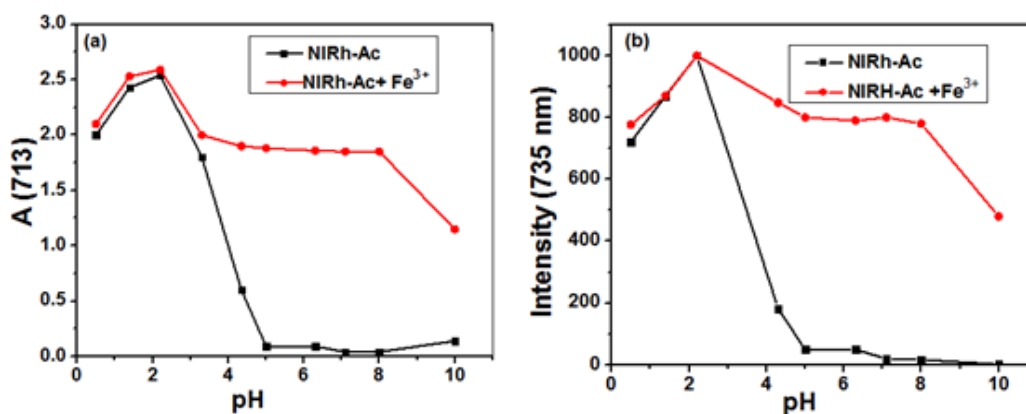 (a)
NIRh-Ac
NIRh-Ac+ Fe³⁺
3.0
2.5
2.0
1.5
1.0
0.5
0.0
A (713)
0 2 4 6 8 10
pH
(b)
NIRh-Ac
NIRH-Ac +Fe³⁺
1000
800
600
400
200
0
Intensity (735 nm)
0 2 4 6 8 10
pH